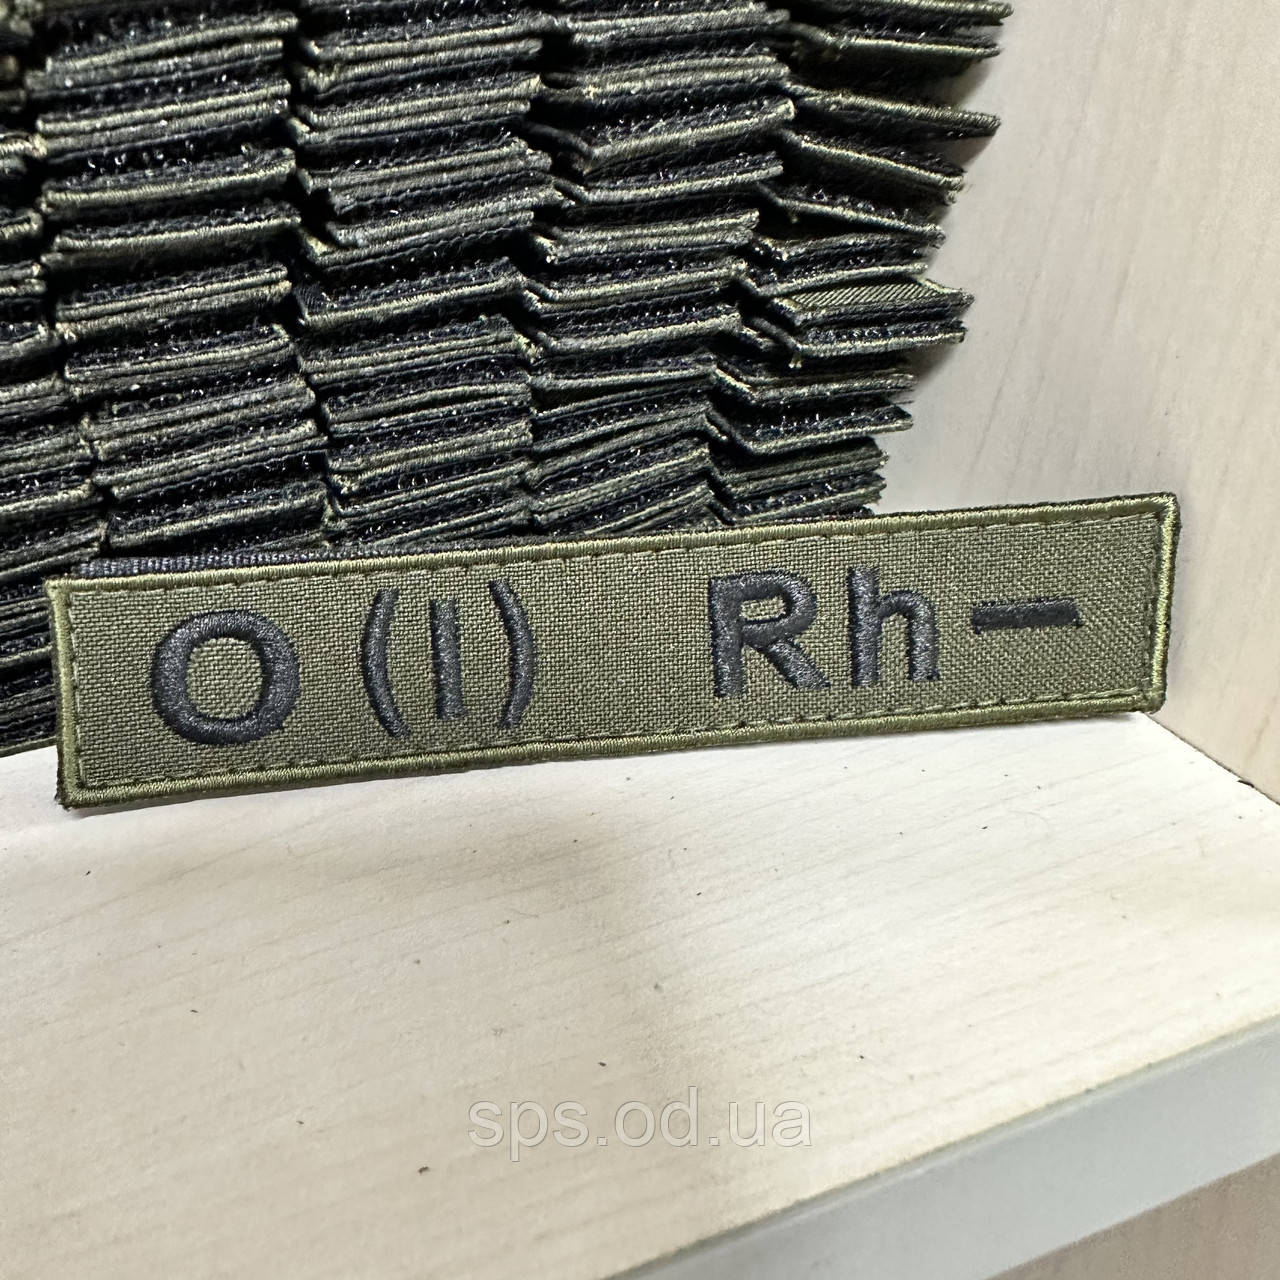 O (I) Rh −
sps.od.ua